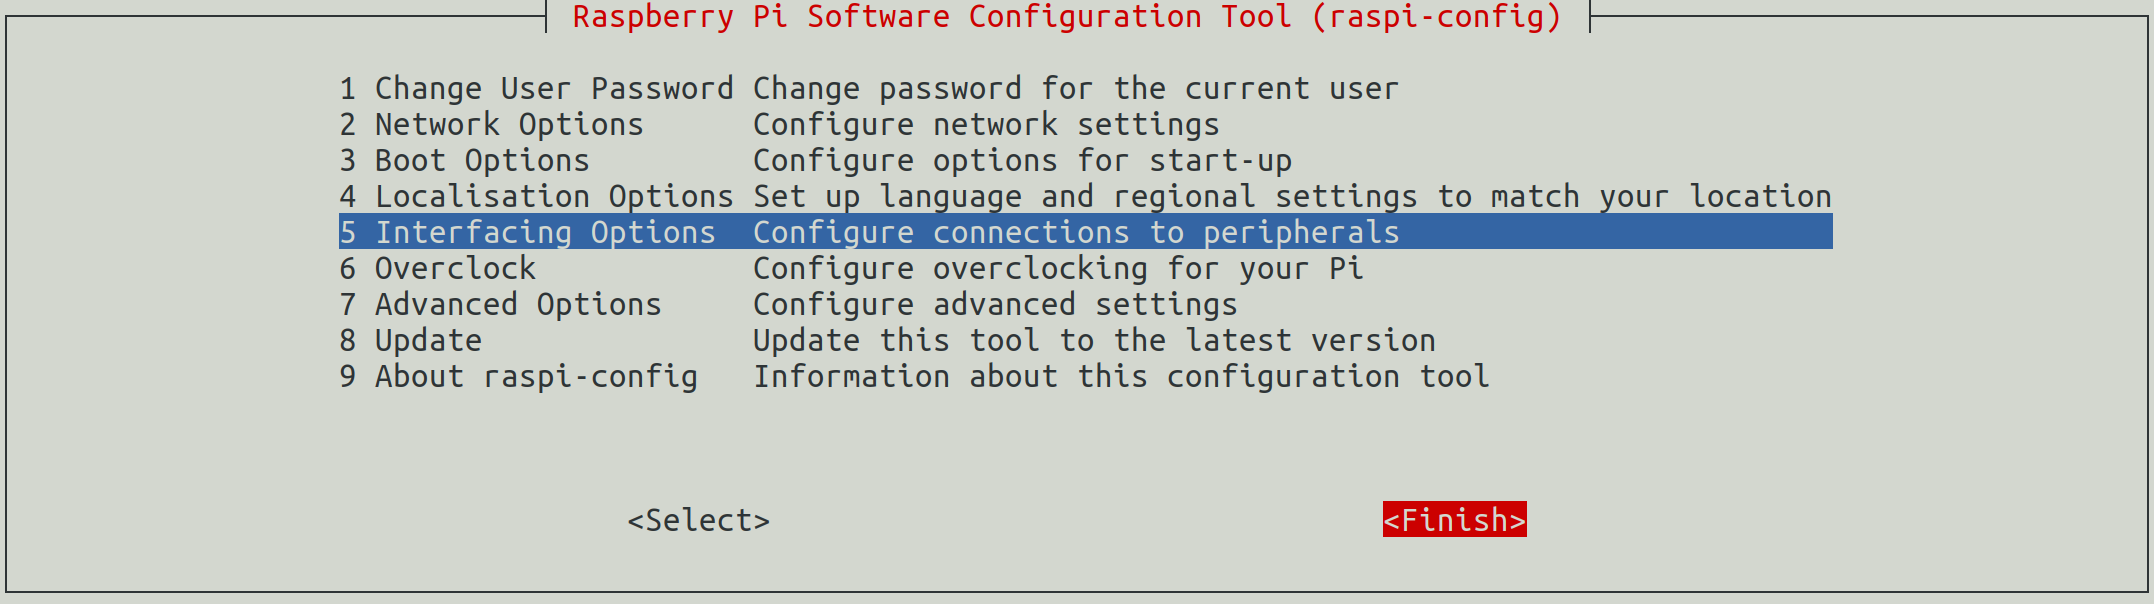 Raspberry Pi Software Configuration Tool (raspi-config)
1 Change User Password Change password for the current user
2 Network Options Configure network settings
3 Boot Options Configure options for start-up
4 Localisation Options Set up language and regional settings to match your location
5 Interfacing Options Configure connections to peripherals
6 Overclock Configure overclocking for your Pi
7 Advanced Options Configure advanced settings
8 Update Update this tool to the latest version
9 About raspi-config Information about this configuration tool
<Select> <Finish>